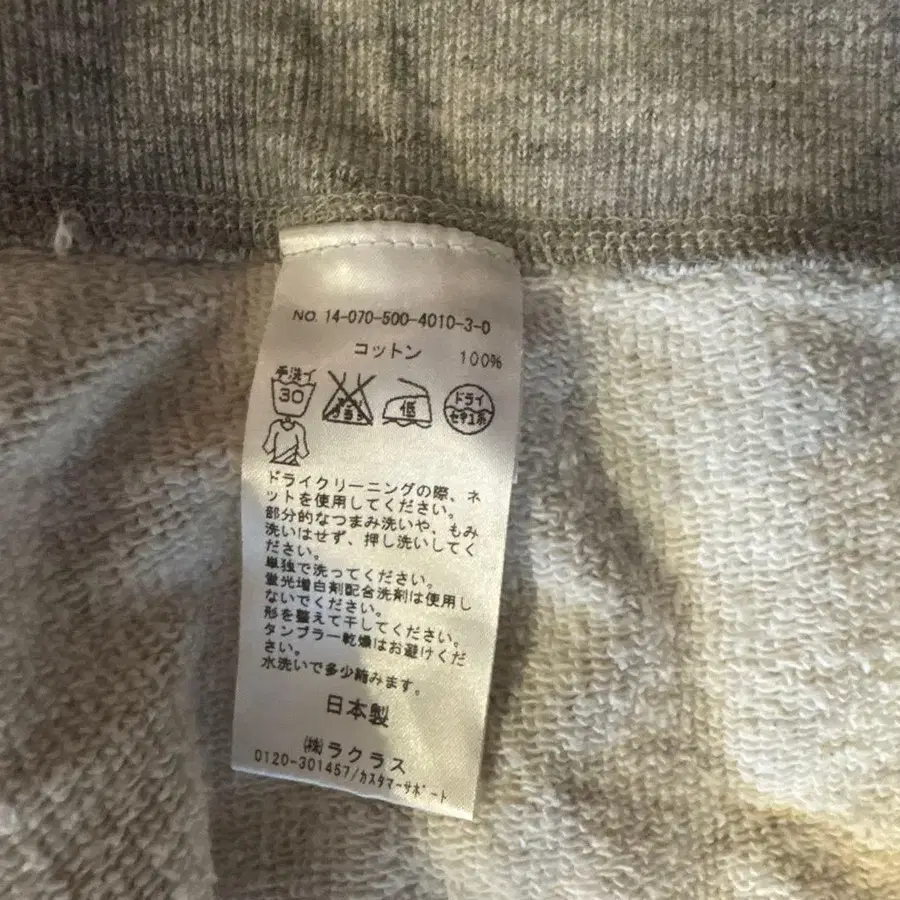 NO. 14-070-500-4010-3-0
コットン 100%
手洗イ
30
エンソ
サラシ
低
ドライ
セキユ系
ドライクリーニングの際、ネ
ットを使用してください。
部分的なつまみ洗いや、もみ
洗いはせず、押し洗いしてく
ださい。
単独で洗ってください。
蛍光増白剤配合洗剤は使用し
ないでください。
形を整えて干してください。
タンブラー乾燥はお避けくだ
さい。
水洗いで多少縮みます。
日本製
(株)ラクラス
0120-301457/カスタマーサポート